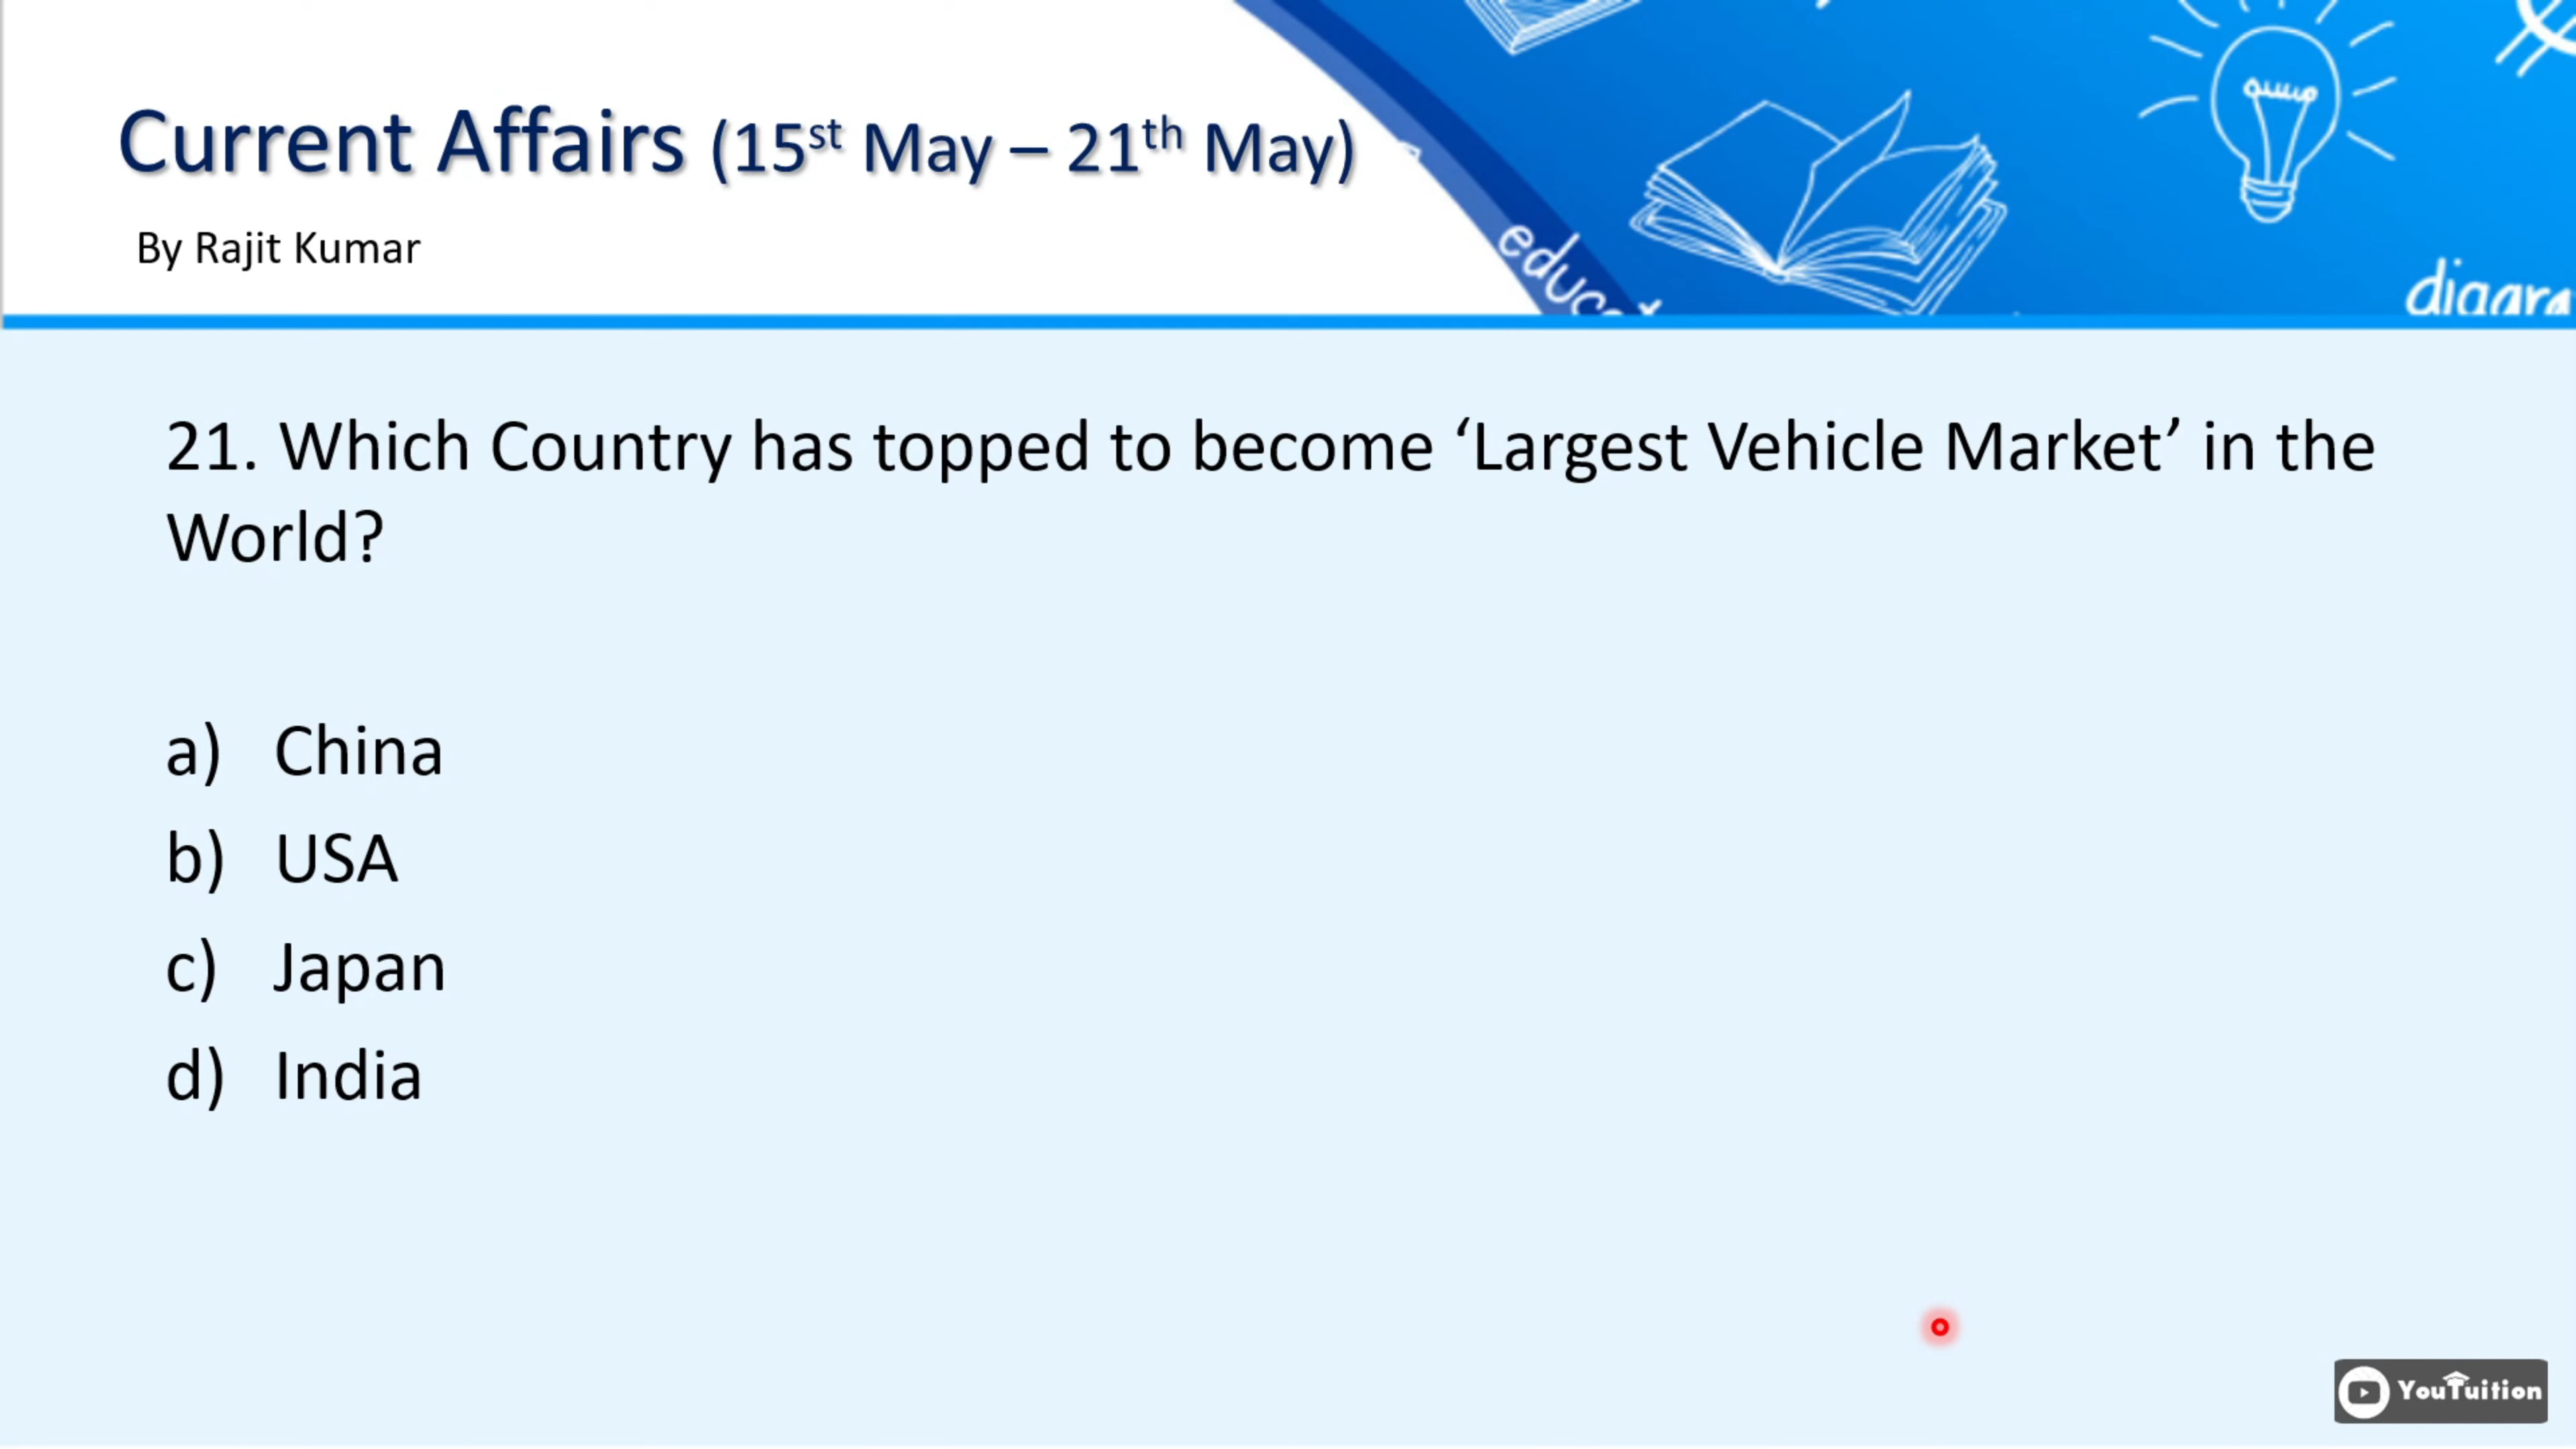 Current Affairs (15st May – 21th May)
By Rajit Kumar
21. Which Country has topped to become ‘Largest Vehicle Market’ in the
World?
a) China
b) USA
c) Japan
d) India
YouTuition